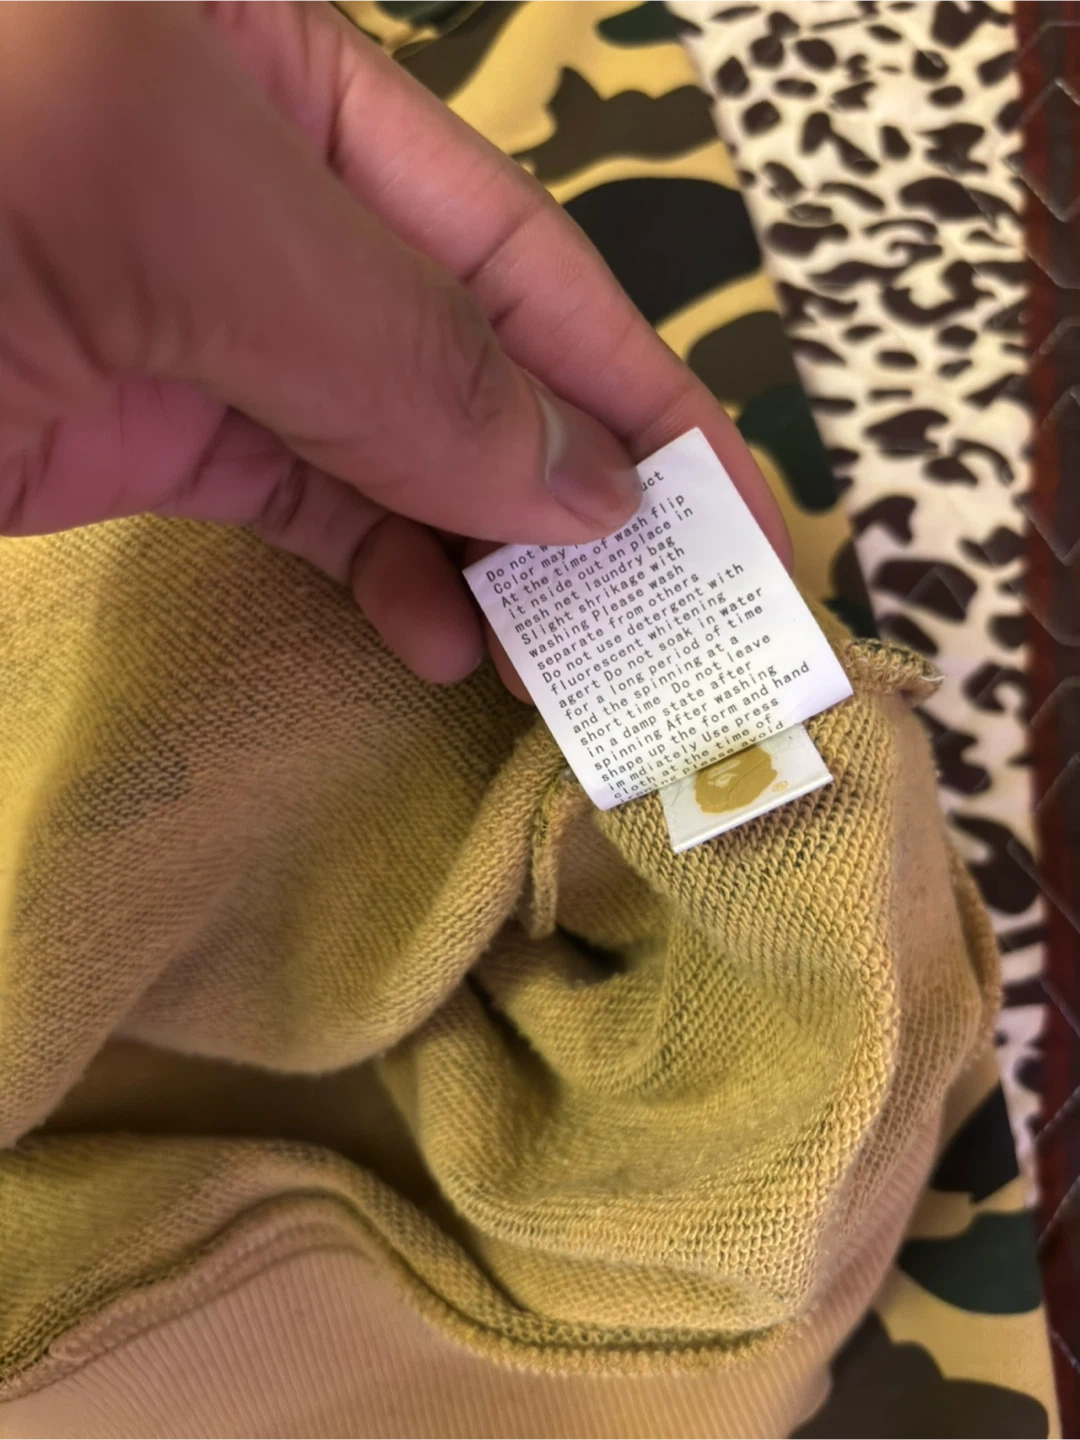 uct
Do not w
Color may
At the time of wash flip
it nside out an place in
mesh net laundry bag
Slight shrikage with
washing Please wash
separate from others
Do not use detergent with
fluorescent whitening
agert Do not soak in water
for a long period of time
and the spinning at a
short time Do not leave
in a damp state after
spinning After washing
shape up the form and hand
im mdiately Use press
cloth at the time of
ironing please avoid
®